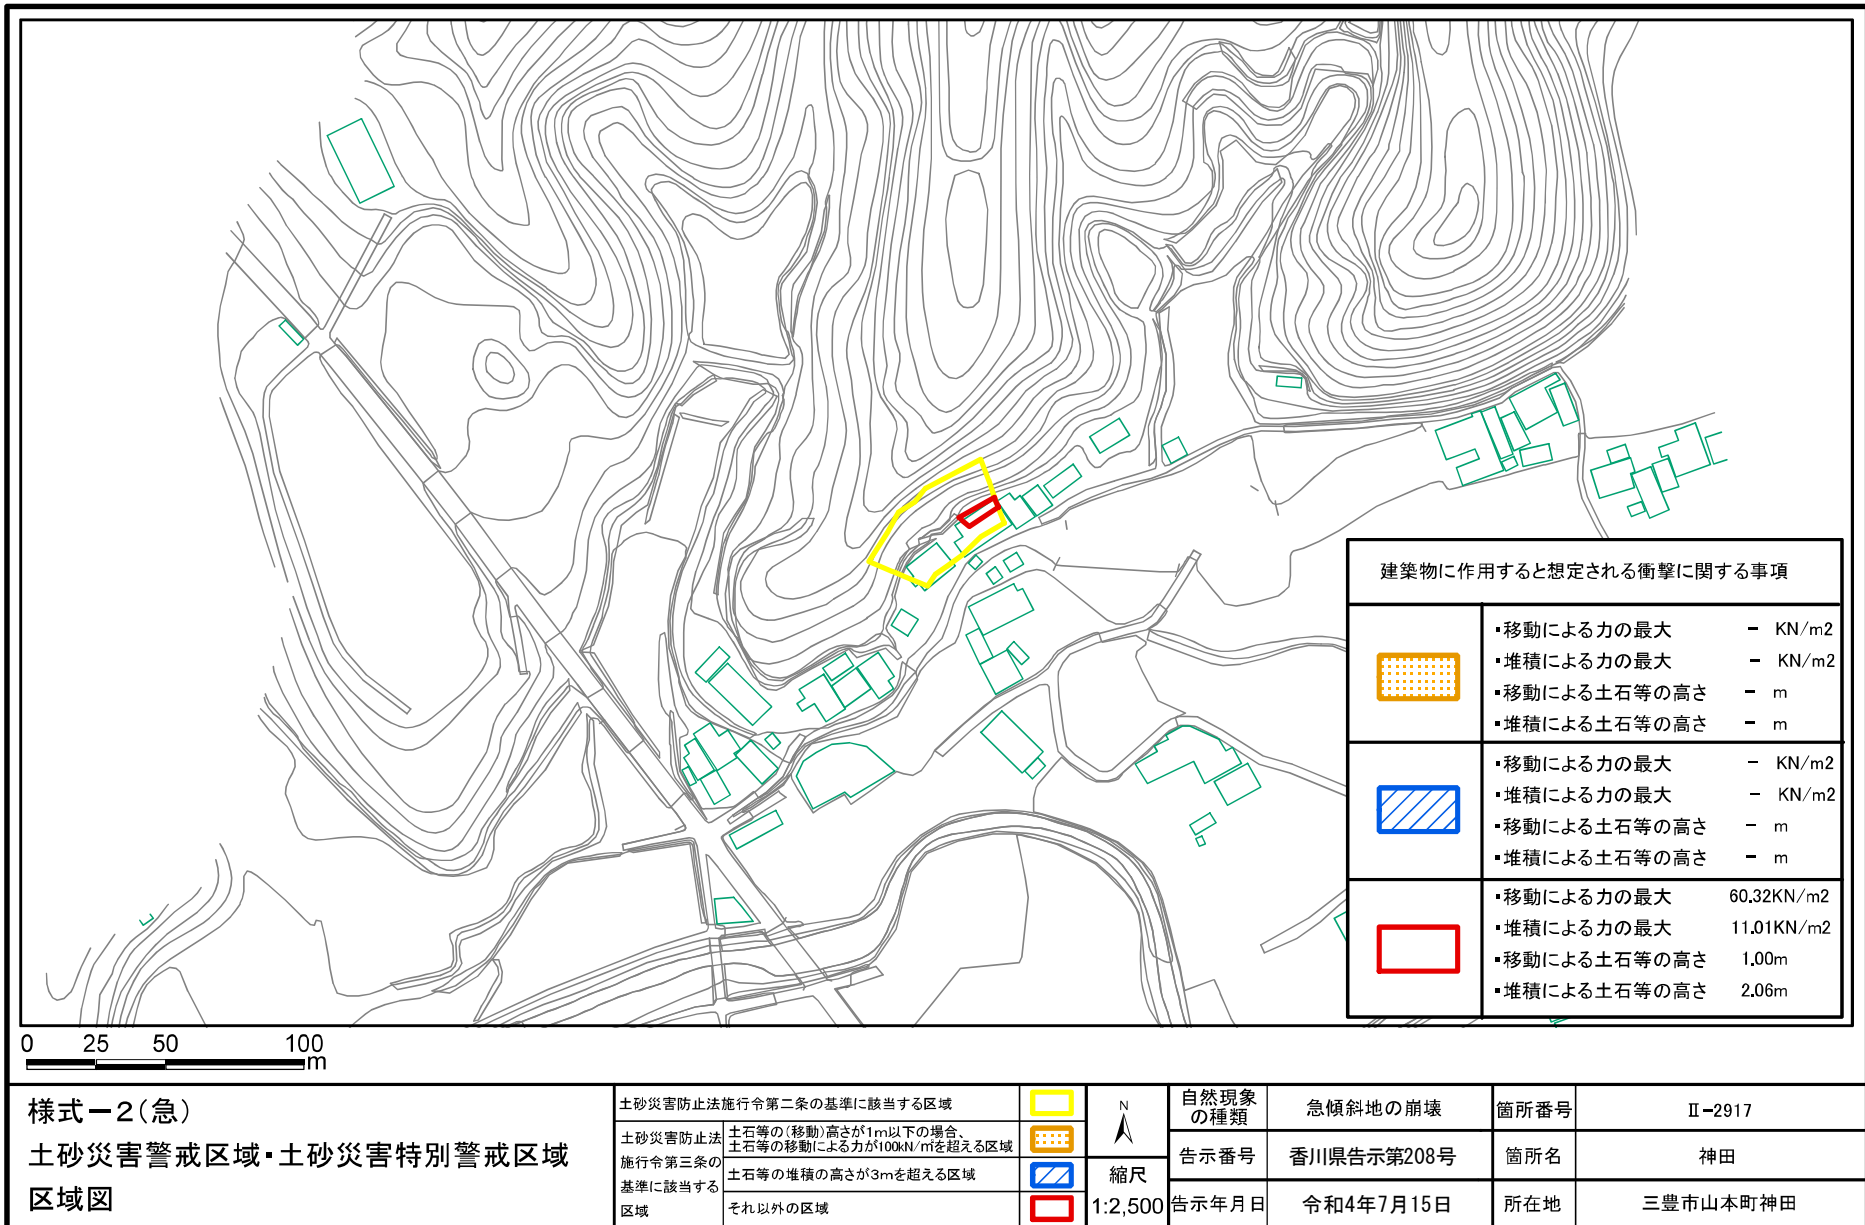 建築物に作用すると想定される衝撃に関する事項
・移動による力の最大 － KN/m2
・堆積による力の最大 － KN/m2
・移動による土石等の高さ － m
・堆積による土石等の高さ － m
・移動による力の最大 － KN/m2
・堆積による力の最大 － KN/m2
・移動による土石等の高さ － m
・堆積による土石等の高さ － m
・移動による力の最大 60.32KN/m2
・堆積による力の最大 11.01KN/m2
・移動による土石等の高さ 1.00m
・堆積による土石等の高さ 2.06m
0 25 50 100
m
様式－2(急)
土砂災害警戒区域・土砂災害特別警戒区域
区域図
土砂災害防止法施行令第二条の基準に該当する区域
土砂災害防止法
施行令第三条の
基準に該当する
区域
土石等の(移動)高さが1m以下の場合、
土石等の移動による力が100kN/㎡を超える区域
土石等の堆積の高さが3mを超える区域
それ以外の区域
N
縮尺
1:2,500
自然現象
の種類
急傾斜地の崩壊
箇所番号
Ⅱ-2917
告示番号
香川県告示第208号
箇所名
神田
告示年月日
令和4年7月15日
所在地
三豊市山本町神田